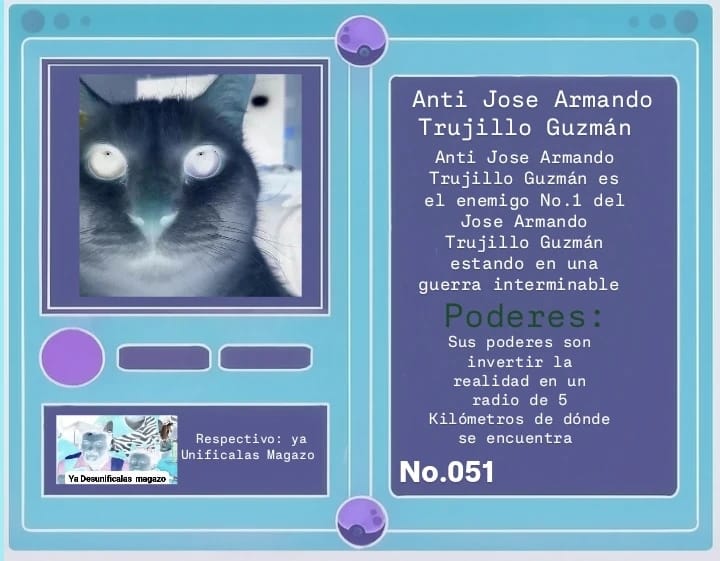 Anti Jose Armando
Trujillo Guzmán
Anti Jose Armando
Trujillo Guzmán es
el enemigo No.1 del
Jose Armando
Trujillo Guzmán
estando en una
guerra interminable
Poderes:
Sus poderes son
invertir la
realidad en un
radio de 5
Kilómetros de dónde
se encuentra
No.051
Respectivo: ya
Unificalas Magazo
Ya Desunificalas magazo